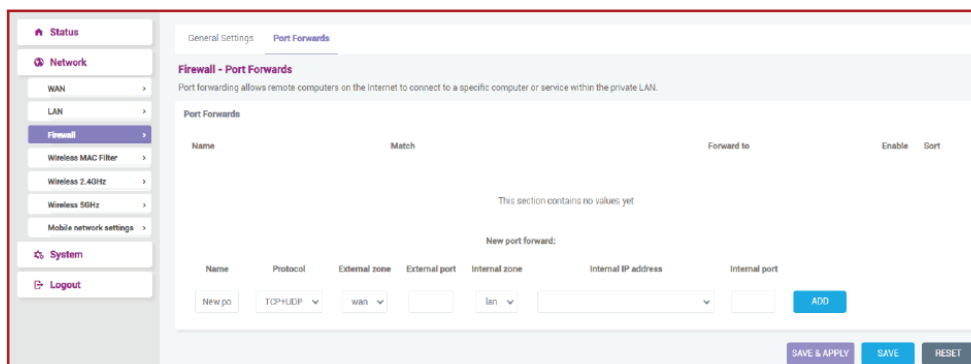 Status
Network
WAN
LAN
Firewall
Wireless MAC Filter
Wireless 2.4GHz
Wireless 5GHz
Mobile network settings
System
Logout
General Settings Port Forwards
Firewall - Port Forwards
Port forwarding allows remote computers on the Internet to connect to a specific computer or service within the private LAN.
Port Forwards
Name Match Forward to Enable Sort
This section contains no values yet
New port forward:
Name Protocol External zone External port Internal zone Internal IP address Internal port
New po TCP+UDP wan lan ADD
SAVE & APPLY SAVE RESET